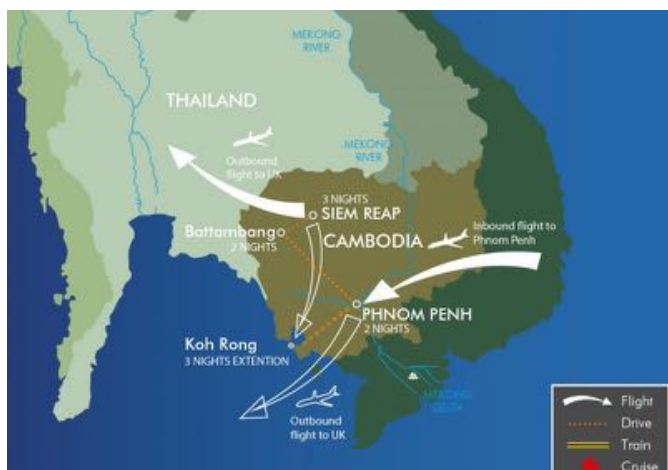 MEKONG
RIVER
THAILAND
MEKONG
RIVER
Outbound
flight to UK
3 NIGHTS
SIEM REAP
Battambang
2 NIGHTS
CAMBODIA
Inbound flight to
Phnom Penh
PHNOM PENH
2 NIGHTS
Koh Rong
3 NIGHTS EXTENTION
MEKONG
DELTA
Outbound
flight to UK
Flight
Drive
Train
Cruise